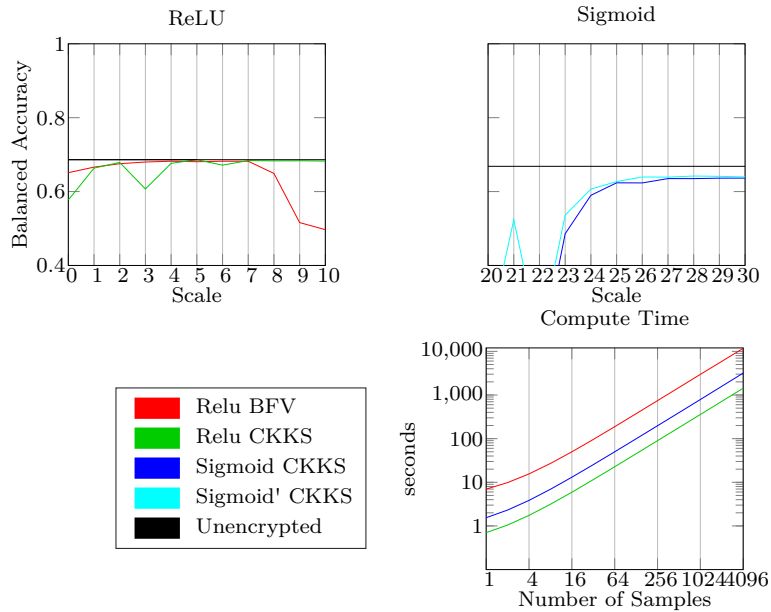 ReLU
Sigmoid
Balanced Accuracy
1
0.8
0.6
0.4
0 1 2 3 4 5 6 7 8 9 10
Scale
20 21 22 23 24 25 26 27 28 29 30
Scale
Compute Time
Relu BFV
Relu CKKS
Sigmoid CKKS
Sigmoid' CKKS
Unencrypted
seconds
10,000
1,000
100
10
1
1 4 16 64 256 1024 4096
Number of Samples